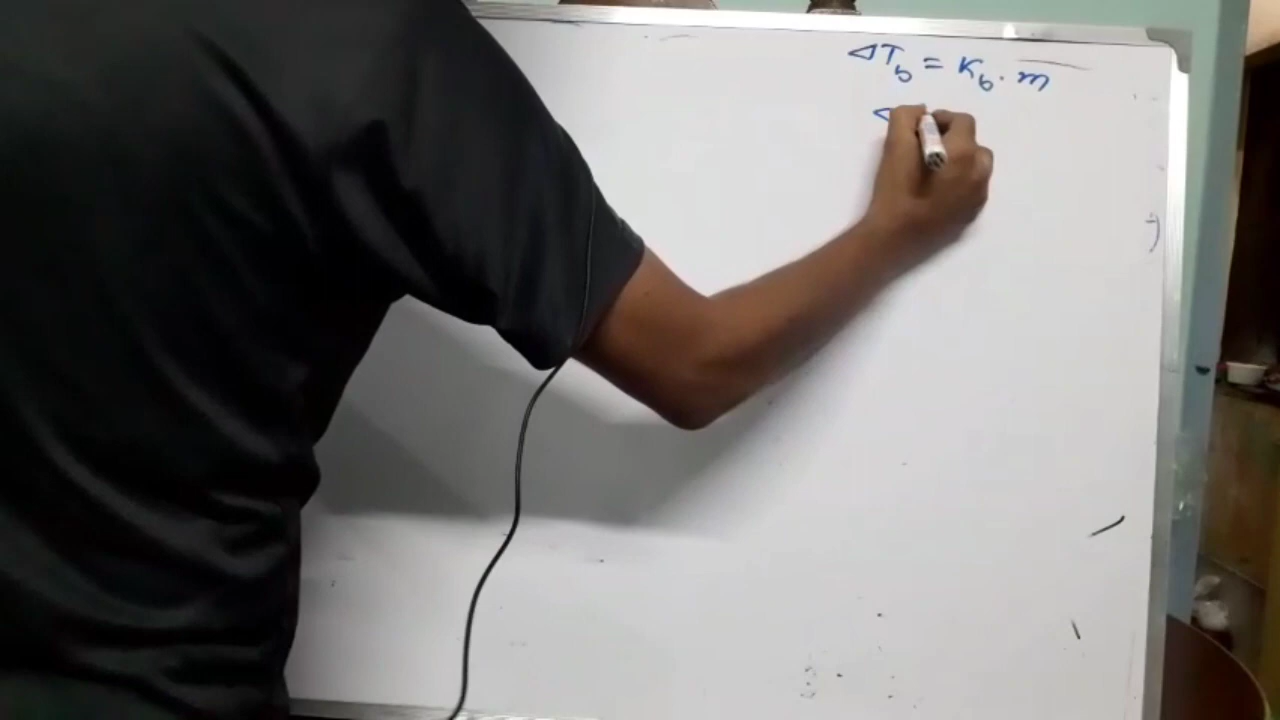 ΔT_b = K_b . m
Δ